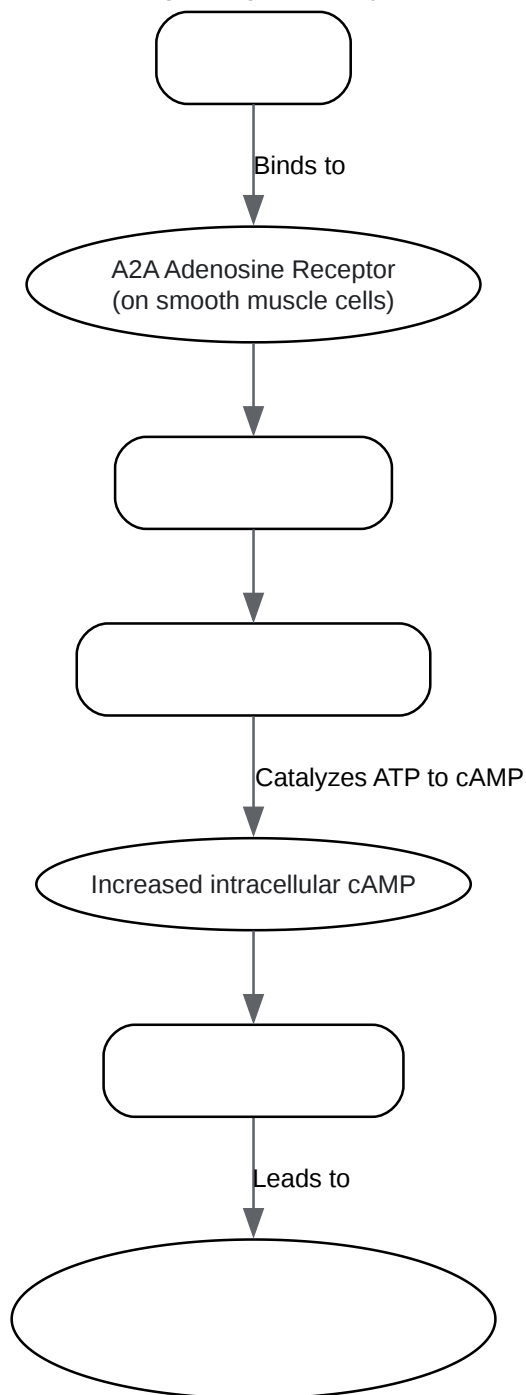 Binds to
A2A Adenosine Receptor
(on smooth muscle cells)
Catalyzes ATP to cAMP
Increased intracellular cAMP
Leads to